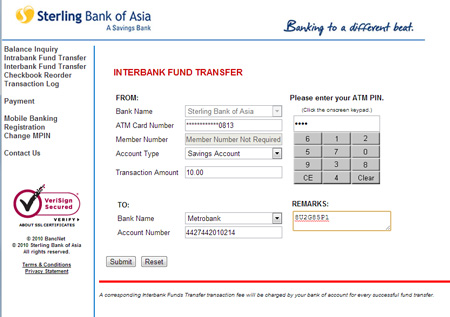 Sterling Bank of Asia
A Savings Bank
Banking to a different beat.
Balance Inquiry
Intrabank Fund Transfer
Interbank Fund Transfer
Checkbook Reorder
Transaction Log
Payment
Mobile Banking
Registration
Change MPIN
Contact Us
VeriSign
Secured
VERIFY
ABOUT SSL CERTIFICATES
© 2010 BancNet
© 2010 Sterling Bank of Asia
All rights reserved.
Terms & Conditions
Privacy Statement
INTERBANK FUND TRANSFER
FROM:
Bank Name Sterling Bank of Asia
ATM Card Number ************0813
Member Number Member Number Not Required
Account Type Savings Account
Transaction Amount 10.00
Please enter your ATM PIN.
(Click the onscreen keypad.)
••••
6 1 2
5 7 0
9 3 8
CE 4 Clear
TO:
Bank Name Metrobank
Account Number 4427442010214
REMARKS:
8U2G8SP1
Submit Reset
A corresponding Interbank Funds Transfer transaction fee will be charged by your bank of account for every successful fund transfer.